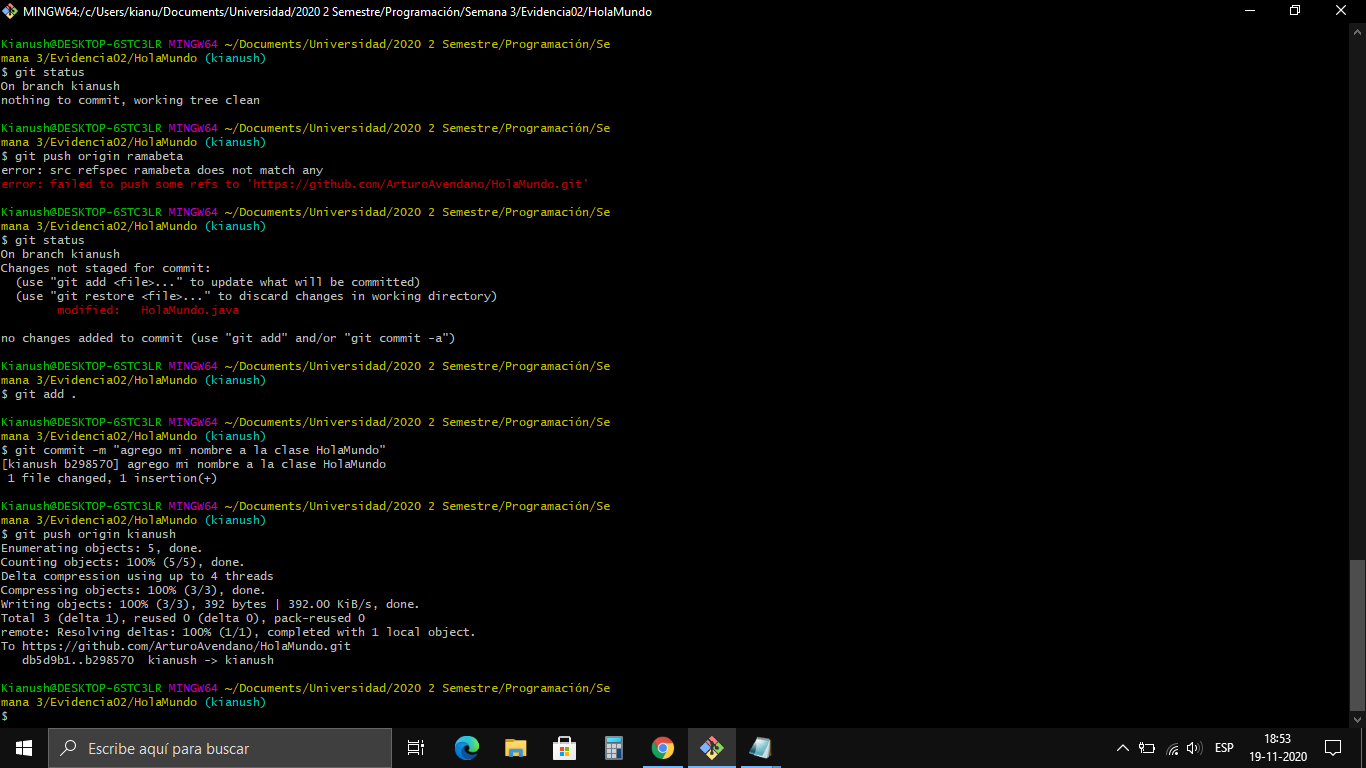 MINGW64:/c/Users/kianu/Documents/Universidad/2020 2 Semestre/Programación/Semana 3/Evidencia02/HolaMundo
Kianush@DESKTOP-6STC3LR MINGW64 ~/Documents/Universidad/2020 2 Semestre/Programación/Se
mana 3/Evidencia02/HolaMundo (kianush)
$ git status
On branch kianush
nothing to commit, working tree clean
Kianush@DESKTOP-6STC3LR MINGW64 ~/Documents/Universidad/2020 2 Semestre/Programación/Se
mana 3/Evidencia02/HolaMundo (kianush)
$ git push origin ramabeta
error: src refspec ramabeta does not match any
error: failed to push some refs to 'https://github.com/ArturoAvendano/HolaMundo.git'
Kianush@DESKTOP-6STC3LR MINGW64 ~/Documents/Universidad/2020 2 Semestre/Programación/Se
mana 3/Evidencia02/HolaMundo (kianush)
$ git status
On branch kianush
Changes not staged for commit:
  (use "git add <file>..." to update what will be committed)
  (use "git restore <file>..." to discard changes in working directory)
        modified:   HolaMundo.java
no changes added to commit (use "git add" and/or "git commit -a")
Kianush@DESKTOP-6STC3LR MINGW64 ~/Documents/Universidad/2020 2 Semestre/Programación/Se
mana 3/Evidencia02/HolaMundo (kianush)
$ git add .
Kianush@DESKTOP-6STC3LR MINGW64 ~/Documents/Universidad/2020 2 Semestre/Programación/Se
mana 3/Evidencia02/HolaMundo (kianush)
$ git commit -m "agrego mi nombre a la clase HolaMundo"
[kianush b298570] agrego mi nombre a la clase HolaMundo
 1 file changed, 1 insertion(+)
Kianush@DESKTOP-6STC3LR MINGW64 ~/Documents/Universidad/2020 2 Semestre/Programación/Se
mana 3/Evidencia02/HolaMundo (kianush)
$ git push origin kianush
Enumerating objects: 5, done.
Counting objects: 100% (5/5), done.
Delta compression using up to 4 threads
Compressing objects: 100% (3/3), done.
Writing objects: 100% (3/3), 392 bytes | 392.00 KiB/s, done.
Total 3 (delta 1), reused 0 (delta 0), pack-reused 0
remote: Resolving deltas: 100% (1/1), completed with 1 local object.
To https://github.com/ArturoAvendano/HolaMundo.git
   db5d9b1..b298570  kianush -> kianush
Kianush@DESKTOP-6STC3LR MINGW64 ~/Documents/Universidad/2020 2 Semestre/Programación/Se
mana 3/Evidencia02/HolaMundo (kianush)
$
Escribe aquí para buscar
ESP
18:53
19-11-2020